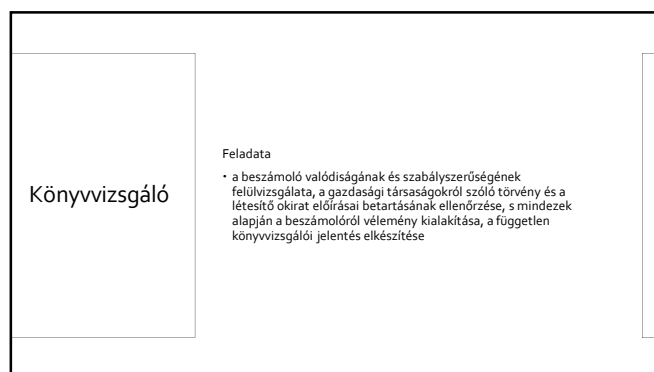 Könyvvizsgáló
Feladata
• a beszámoló valódiságának és szabályszerűségének
felülvizsgálata, a gazdasági társaságokról szóló törvény és a
létesítő okirat előírásai betartásának ellenőrzése, s mindezek
alapján a beszámolóról vélemény kialakítása, a független
könyvvizsgálói jelentés elkészítése